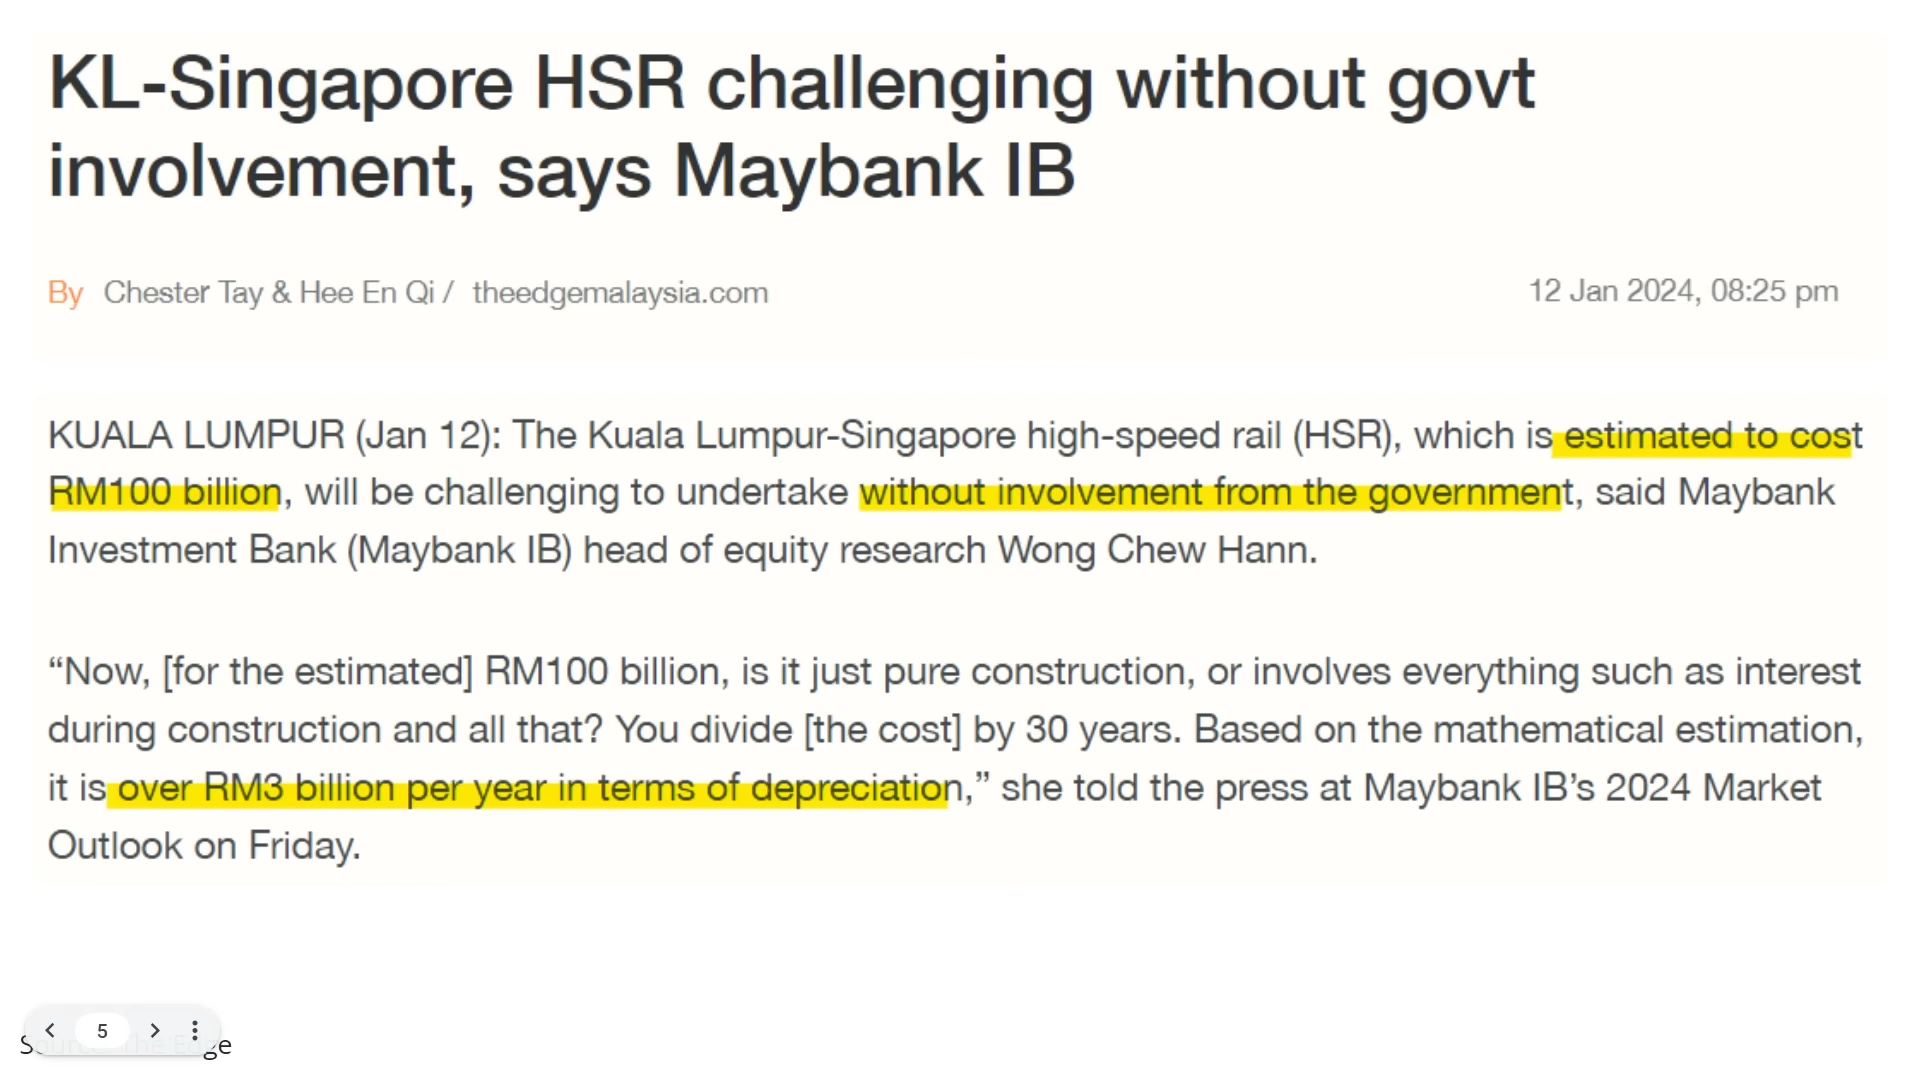 KL-Singapore HSR challenging without govt
involvement, says Maybank IB
By Chester Tay & Hee En Qi / theedgemalaysia.com
12 Jan 2024, 08:25 pm
KUALA LUMPUR (Jan 12): The Kuala Lumpur-Singapore high-speed rail (HSR), which is estimated to cost
RM100 billion, will be challenging to undertake without involvement from the government, said Maybank
Investment Bank (Maybank IB) head of equity research Wong Chew Hann.
“Now, [for the estimated] RM100 billion, is it just pure construction, or involves everything such as interest
during construction and all that? You divide [the cost] by 30 years. Based on the mathematical estimation,
it is over RM3 billion per year in terms of depreciation,” she told the press at Maybank IB’s 2024 Market
Outlook on Friday.
5
Source: The Edge